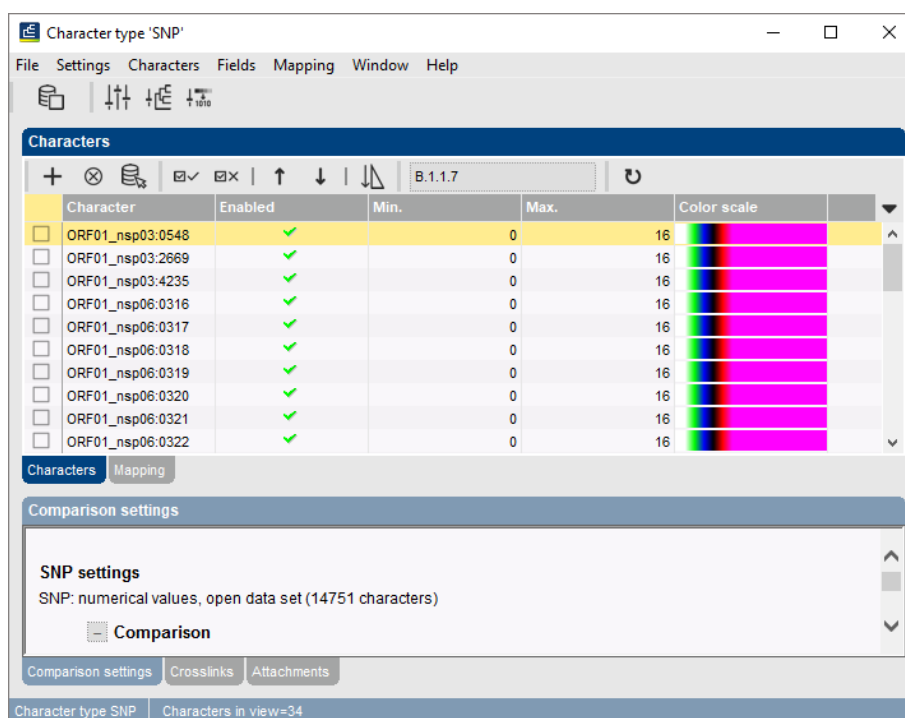 Character type 'SNP'
File Settings Characters Fields Mapping Window Help
1010
Characters
B.1.1.7
Character Enabled Min. Max. Color scale
ORF01_nsp03:0548 0 16
ORF01_nsp03:2669 0 16
ORF01_nsp03:4235 0 16
ORF01_nsp06:0316 0 16
ORF01_nsp06:0317 0 16
ORF01_nsp06:0318 0 16
ORF01_nsp06:0319 0 16
ORF01_nsp06:0320 0 16
ORF01_nsp06:0321 0 16
ORF01_nsp06:0322 0 16
Characters Mapping
Comparison settings
SNP settings
SNP: numerical values, open data set (14751 characters)
Comparison
Comparison settings Crosslinks Attachments
Character type SNP Characters in view=34